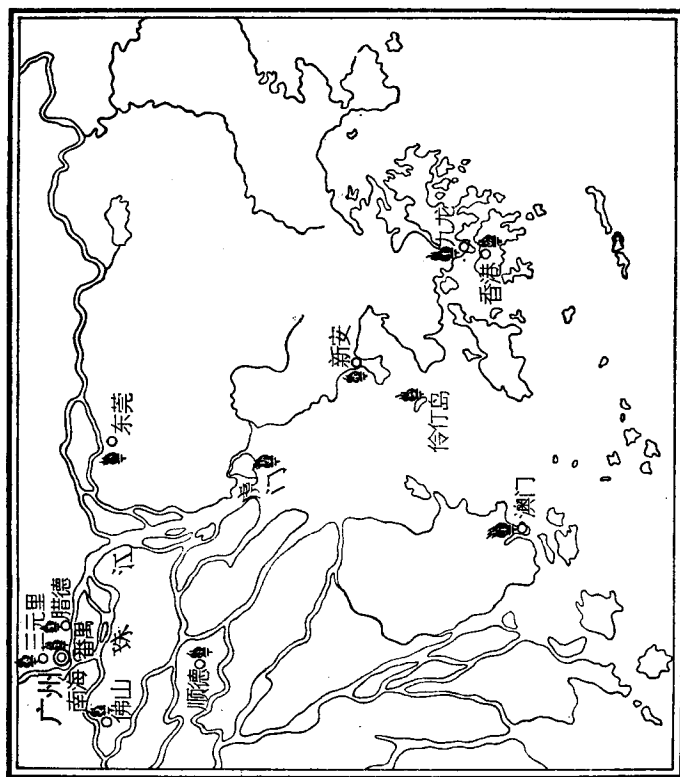 三元里
腊德
广州
番禺
南海
佛山
珠
江
顺德
东莞
虎
门
新安
伶仃岛
九龙
香港
澳门